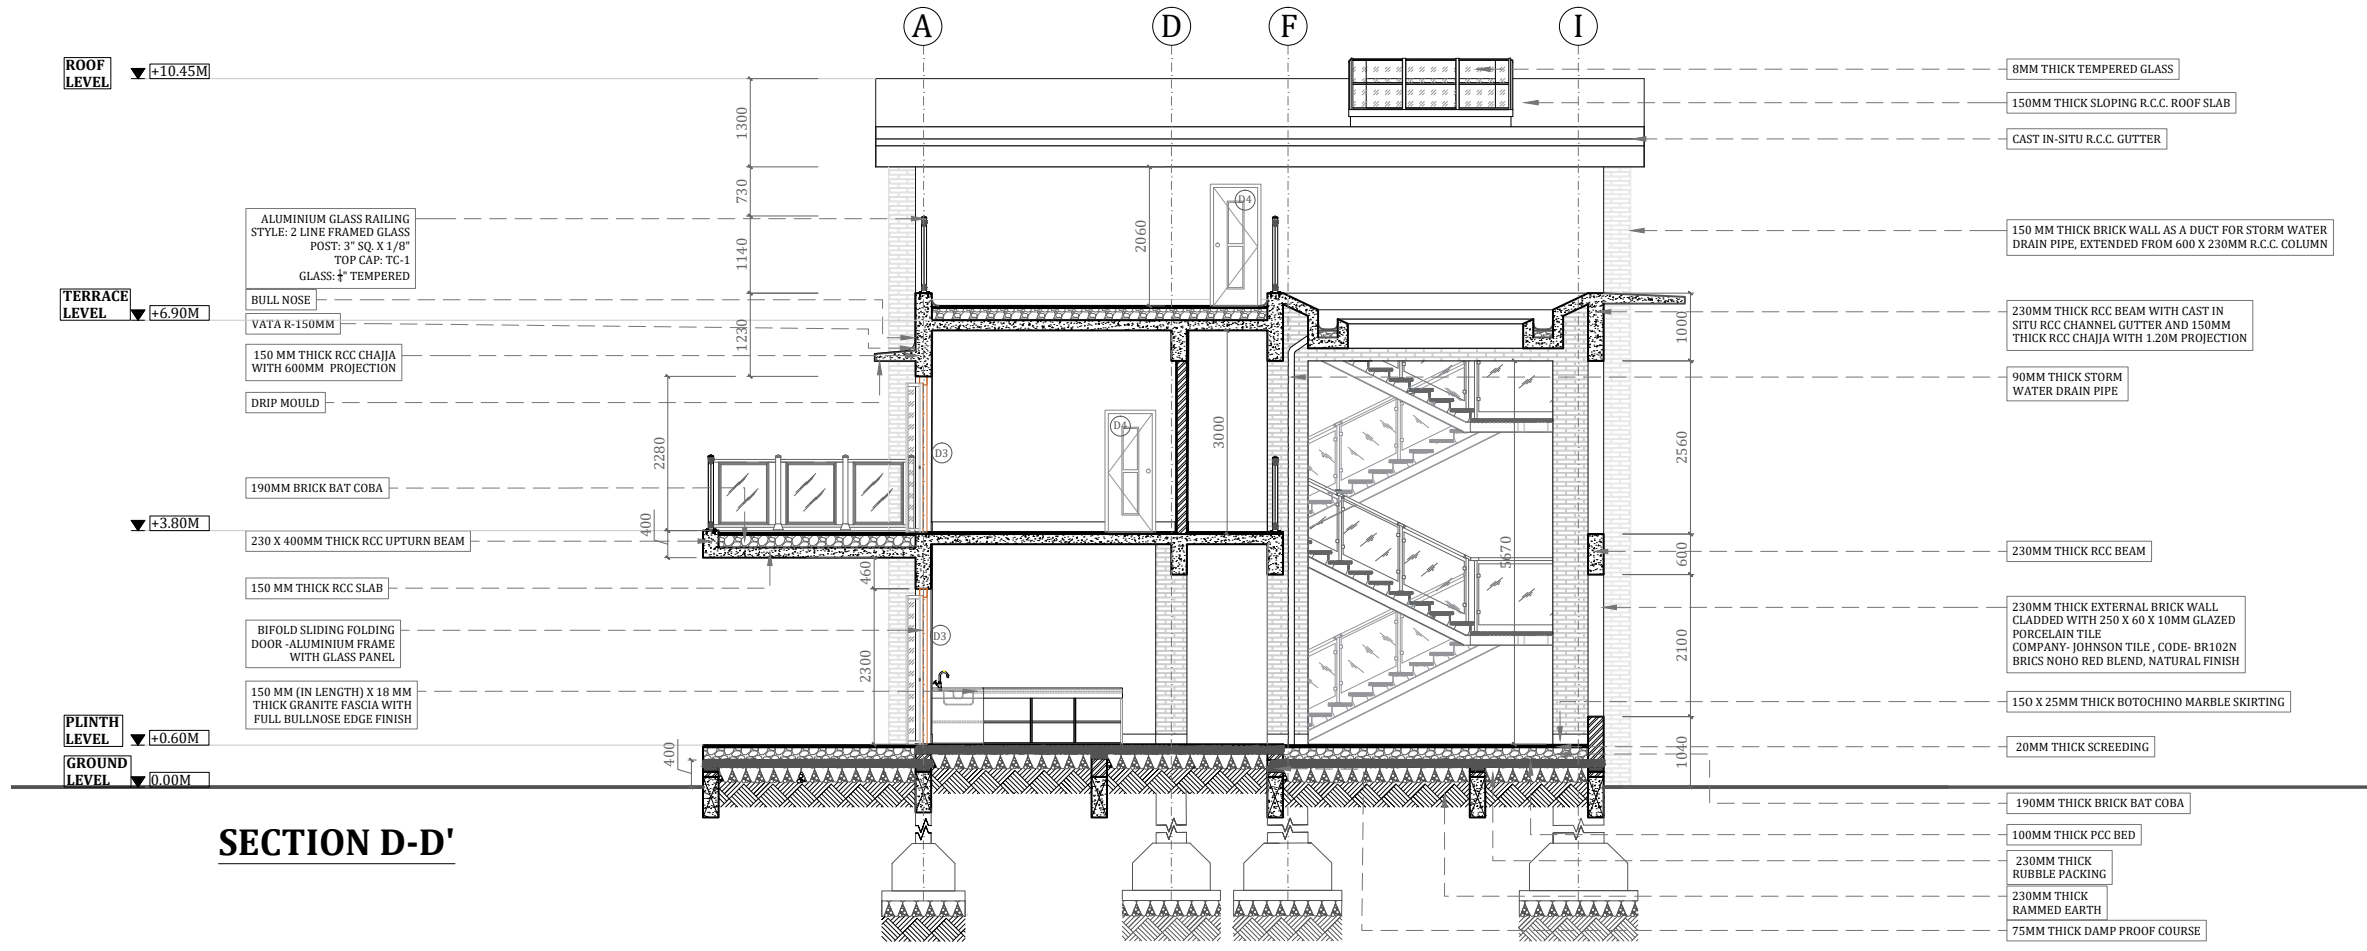 A
D
F
I
ROOF
LEVEL
+10.45M
TERRACE
LEVEL
+6.90M
+3.80M
PLINTH
LEVEL
+0.60M
GROUND
LEVEL
0.00M
ALUMINIUM GLASS RAILING
STYLE: 2 LINE FRAMED GLASS
POST: 3" SQ. X 1/8"
TOP CAP: TC-1
GLASS: " TEMPERED
BULL NOSE
VATA R-150MM
150 MM THICK RCC CHAJJA
WITH 600MM PROJECTION
DRIP MOULD
190MM BRICK BAT COBA
230 X 400MM THICK RCC UPTURN BEAM
150 MM THICK RCC SLAB
BIFOLD SLIDING FOLDING
DOOR -ALUMINIUM FRAME
WITH GLASS PANEL
150 MM (IN LENGTH) X 18 MM
THICK GRANITE FASCIA WITH
FULL BULLNOSE EDGE FINISH
1300
730
1140
1230
2280
400
460
2300
400
2060
D4
D4
D3
D3
3000
5670
1000
2560
600
2100
1040
8MM THICK TEMPERED GLASS
150MM THICK SLOPING R.C.C. ROOF SLAB
CAST IN-SITU R.C.C. GUTTER
150 MM THICK BRICK WALL AS A DUCT FOR STORM WATER
DRAIN PIPE, EXTENDED FROM 600 X 230MM R.C.C. COLUMN
230MM THICK RCC BEAM WITH CAST IN
SITU RCC CHANNEL GUTTER AND 150MM
THICK RCC CHAJJA WITH 1.20M PROJECTION
90MM THICK STORM
WATER DRAIN PIPE
230MM THICK RCC BEAM
230MM THICK EXTERNAL BRICK WALL
CLADDED WITH 250 X 60 X 10MM GLAZED
PORCELAIN TILE
COMPANY- JOHNSON TILE , CODE- BR102N
BRICS NOHO RED BLEND, NATURAL FINISH
15O X 25MM THICK BOTOCHINO MARBLE SKIRTING
20MM THICK SCREEDING
190MM THICK BRICK BAT COBA
100MM THICK PCC BED
230MM THICK
RUBBLE PACKING
230MM THICK
RAMMED EARTH
75MM THICK DAMP PROOF COURSE
SECTION D-D'